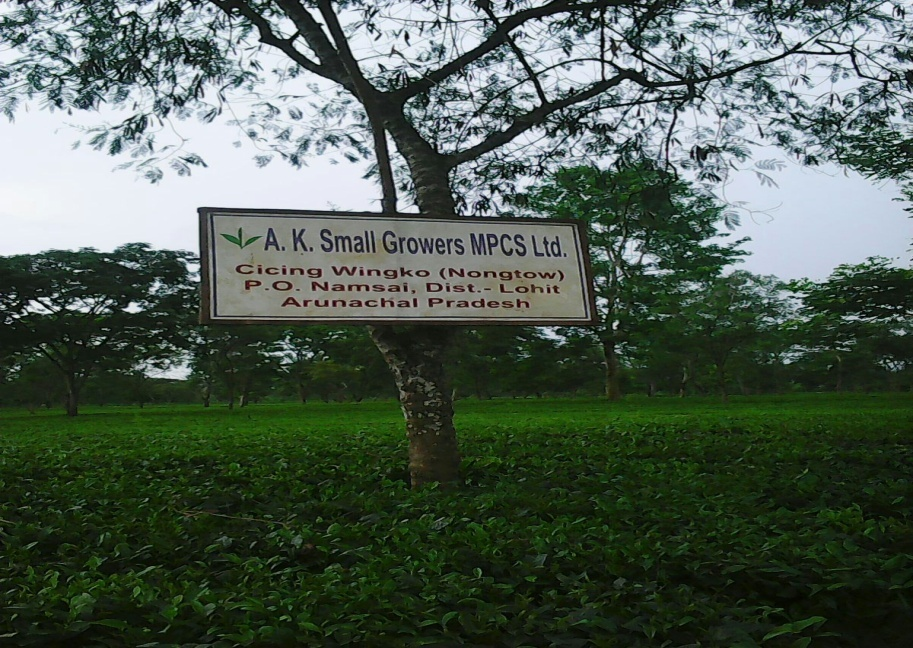 A. K. Small Growers MPCS Ltd.
Cicing Wingko (Nongtow)
P.O. Namsai, Dist.- Lohit
Arunachal Pradesh